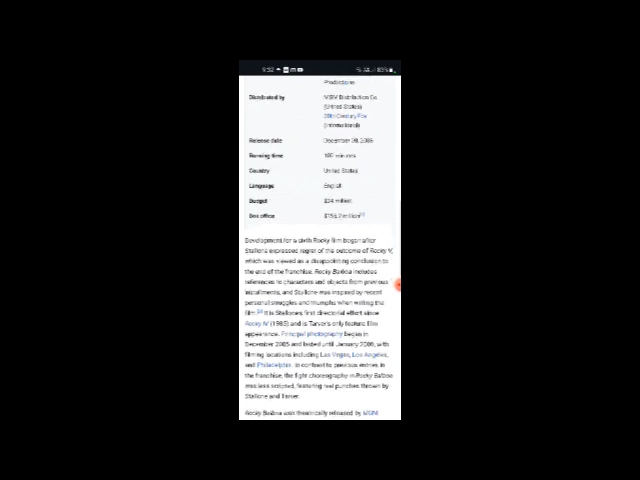 9:52
83%
Productions
Distributed by
MGM Distribution Co.
(United States)
20th Century Fox
(International)
Release date
December 20, 2006
Running time
102 minutes
Country
United States
Language
English
Budget
$24 million
Box office
million
Development for a sixth Rocky film began after
Stallone expressed regret of the outcome of Rocky V,
which was viewed as a disappointing conclusion to
the end of the franchise. Rocky Balboa includes
references to characters and objects from previous
installments, and Stallone was inspired by recent
personal struggles and triumphs when writing the
film. It is Stallone's first directorial effort since
Rocky IV (1985) and is Tarver's only feature film
appearance. Principal photography began in
December 2005 and lasted until January 2006, with
filming locations including Las Vegas, Los Angeles,
and Philadelphia. In contrast to previous entries in
the franchise, the fight choreography in Rocky Balboa
was less scripted, featuring real punches thrown by
Stallone and Tarver.
Rocky Balboa was theatrically released by MGM